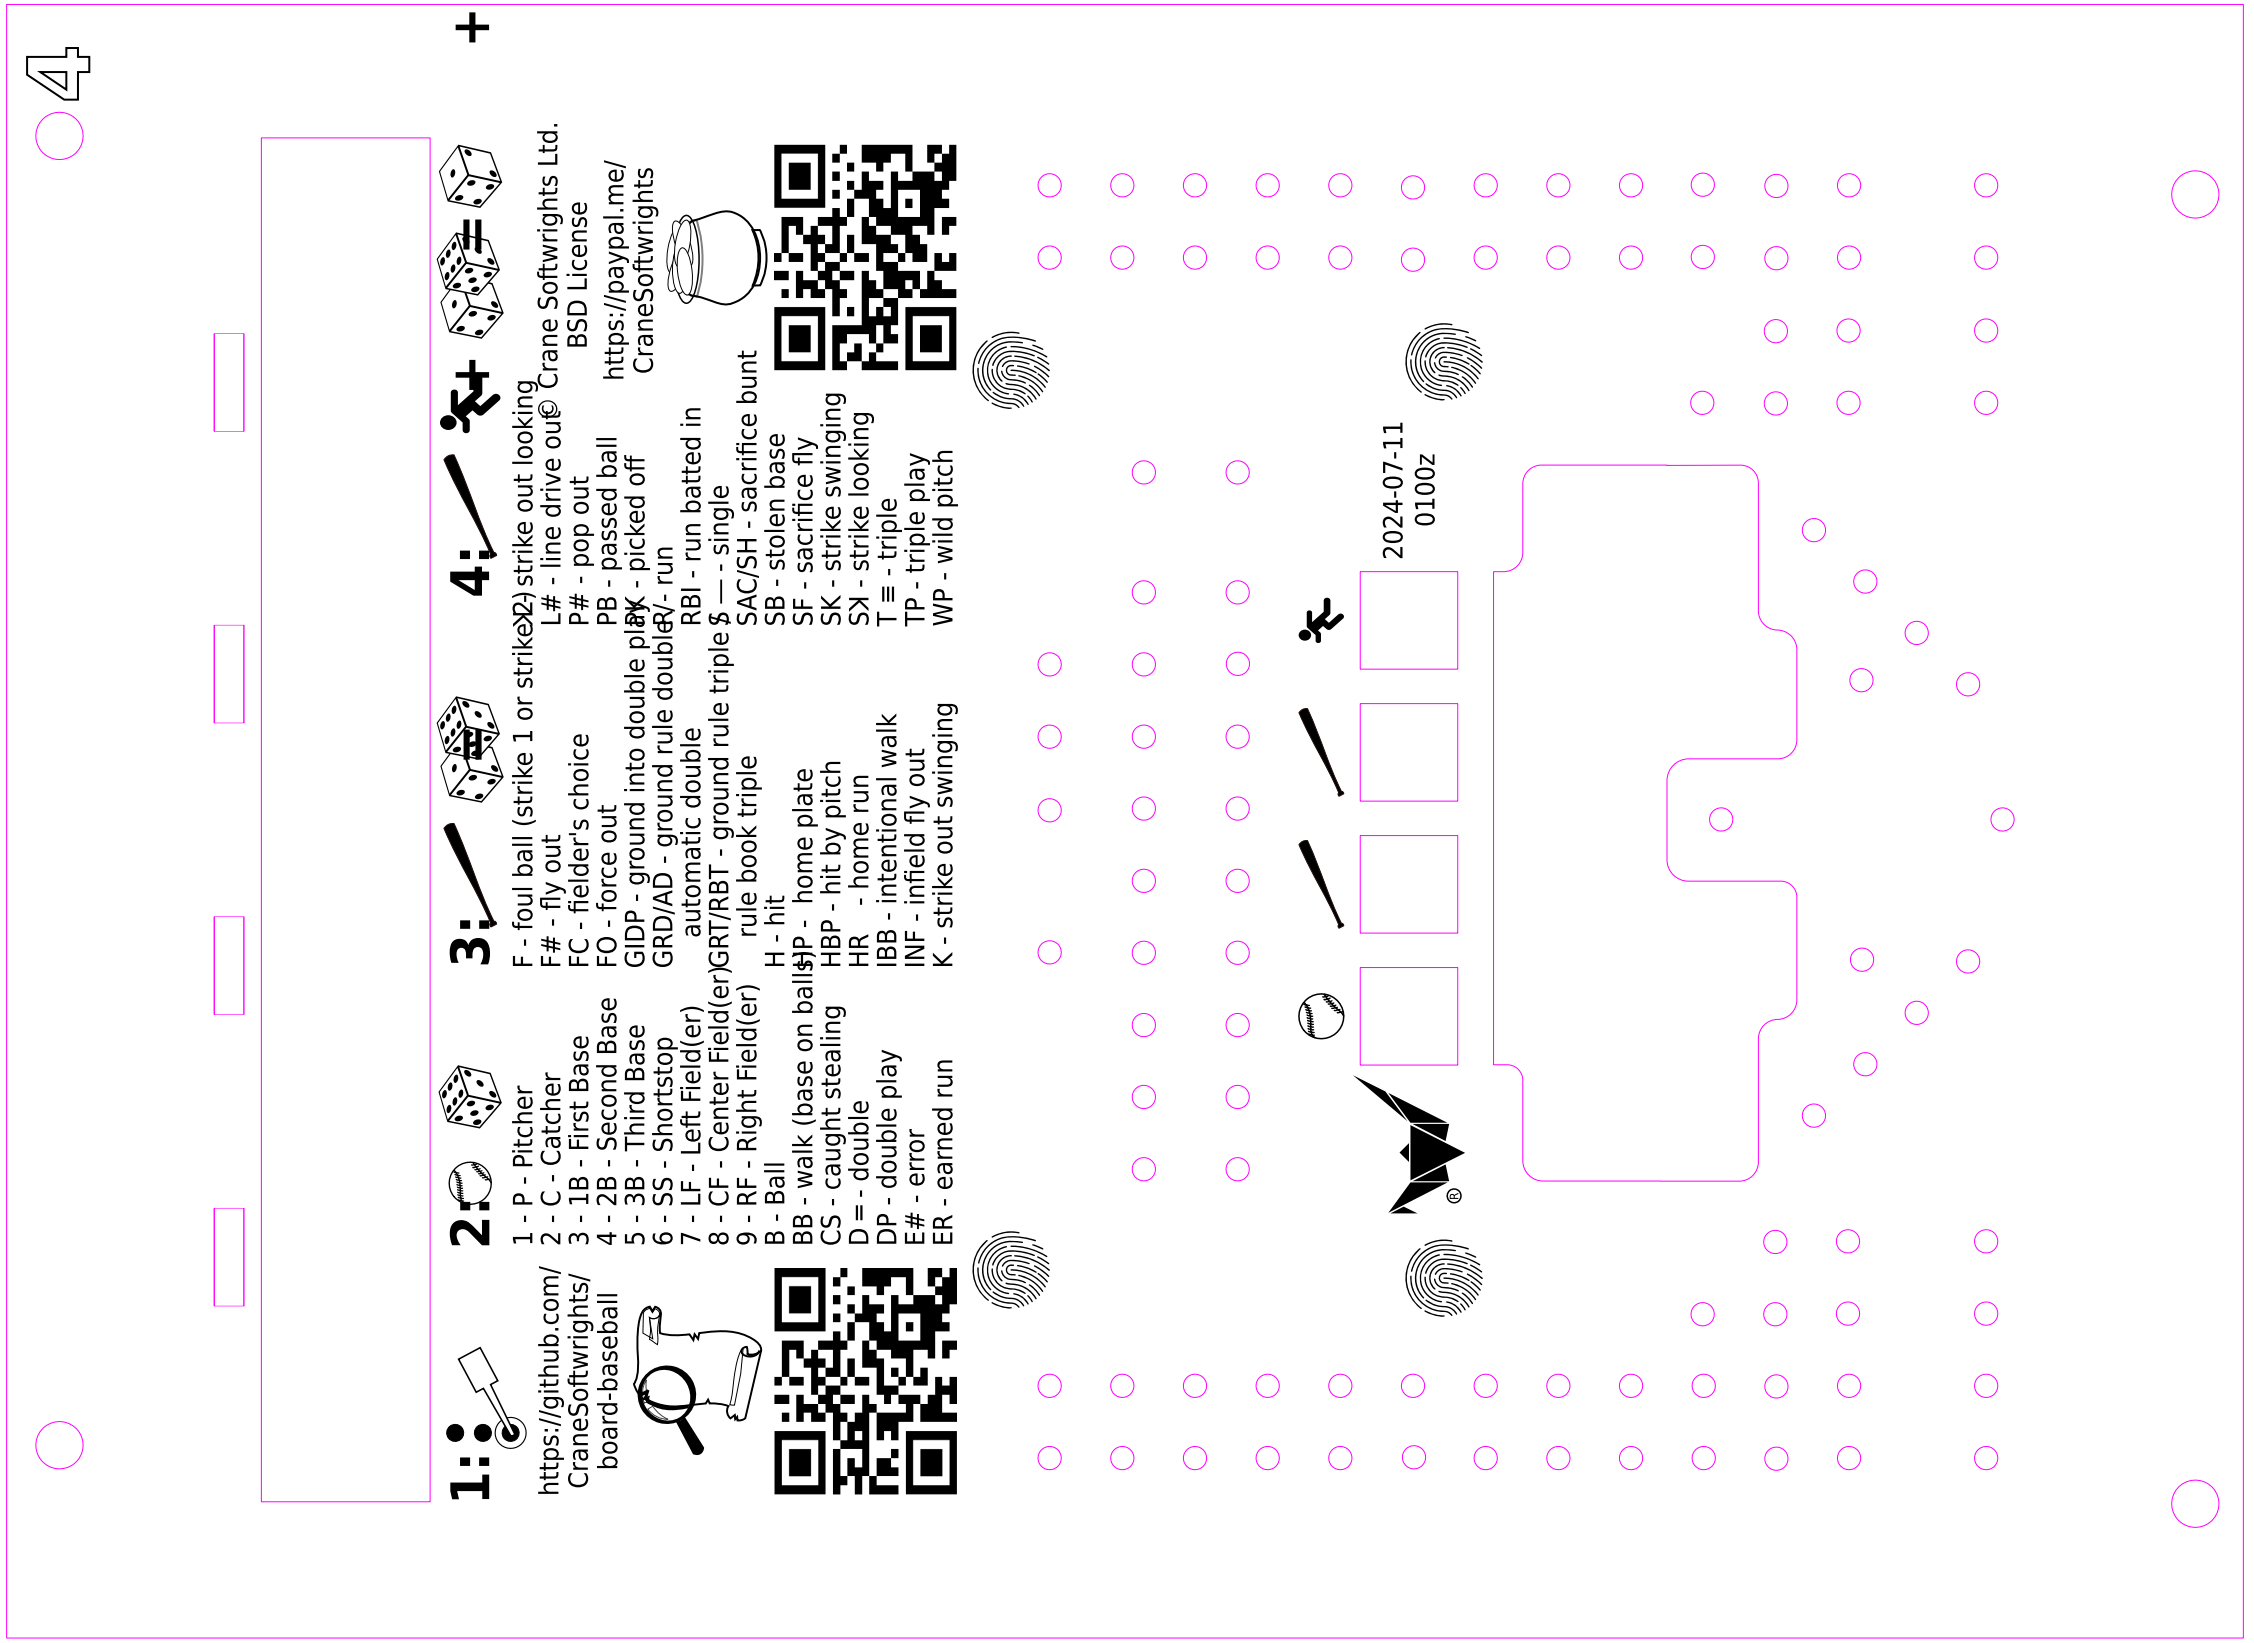 4
1:
2:
=
3:
=
4:
+
=
+
https://github.com/
CraneSoftwrights/
board-baseball
1 - P - Pitcher
2 - C - Catcher
3 - 1B - First Base
4 - 2B - Second Base
5 - 3B - Third Base
6 - SS - Shortstop
7 - LF - Left Field(er)
8 - CF - Center Field(er)
9 - RF - Right Field(er)
B - Ball
BB - walk (base on balls)
CS - caught stealing
D = - double
DP - double play
E# - error
ER - earned run
F - foul ball (strike 1 or strike 2)
F# - fly out
FC - fielder's choice
FO - force out
GIDP - ground into double play
GRD/AD - ground rule double/
automatic double
GRT/RBT - ground rule triple /
rule book triple
H - hit
HP - home plate
HBP - hit by pitch
HR - home run
IBB - intentional walk
INF - infield fly out
K - strike out swinging
ꓘ - strike out looking
L# - line drive out
P# - pop out
PB - passed ball
PK - picked off
R - run
RBI - run batted in
S — - single
SAC/SH - sacrifice bunt
SB - stolen base
SF - sacrifice fly
SK - strike swinging
Sꓘ - strike looking
T ≡ - triple
TP - triple play
WP - wild pitch
© Crane Softwrights Ltd.
BSD License
https://paypal.me/
CraneSoftwrights
2024-07-11
0100z
®